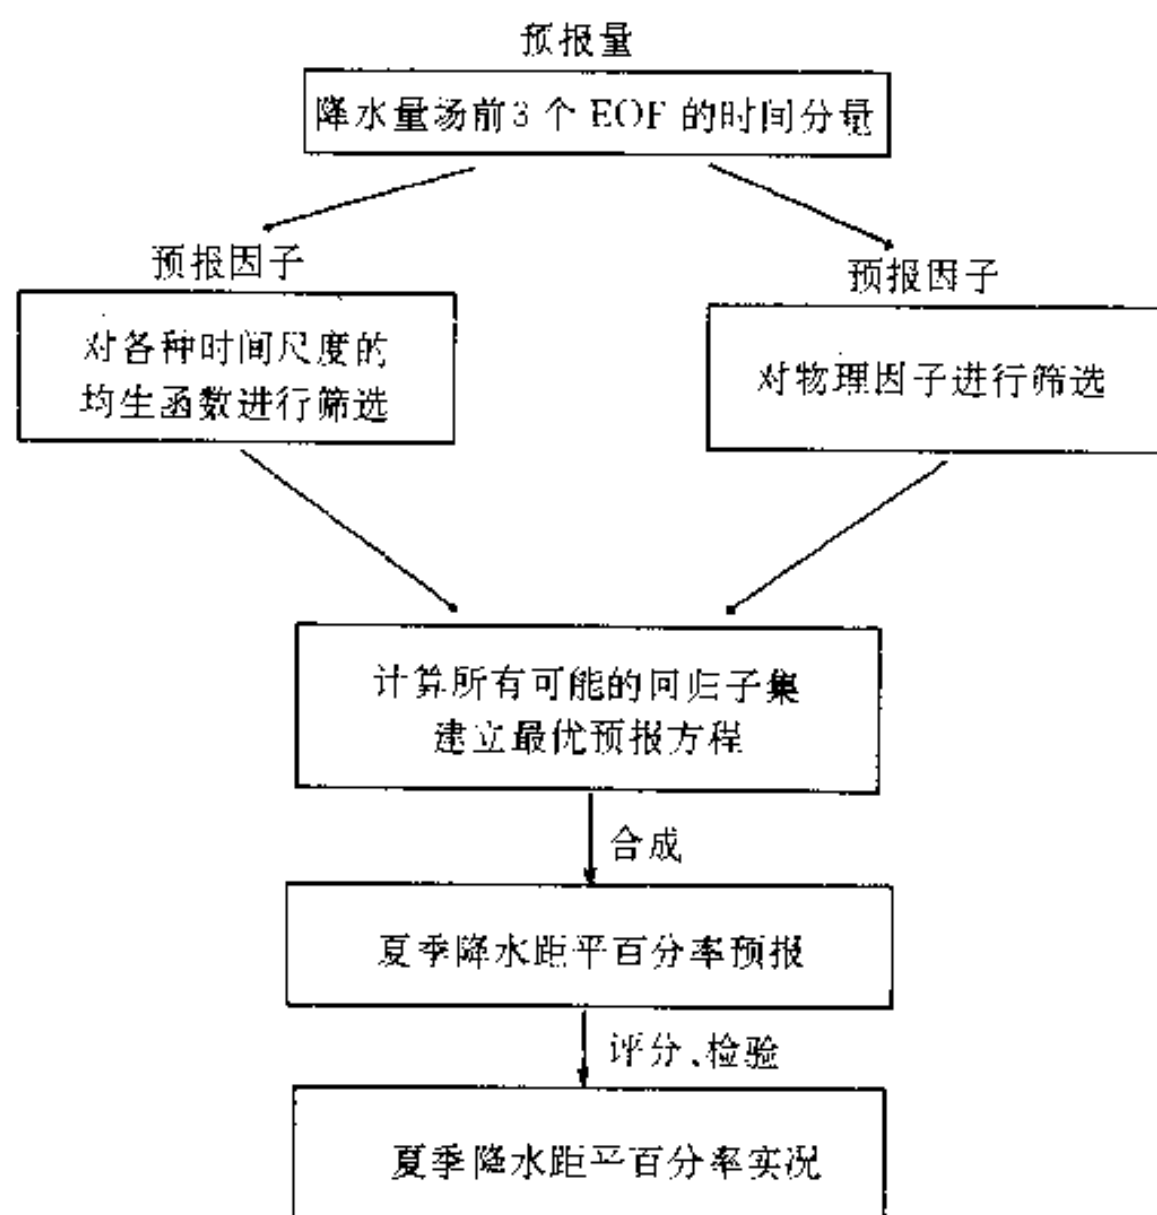 预报量
降水量场前3个 EOF 的时间分量
预报因子
对各种时间尺度的
均生函数进行筛选
预报因子
对物理因子进行筛选
计算所有可能的回归子集
建立最优预报方程
合成
夏季降水距平百分率预报
评分、检验
夏季降水距平百分率实况